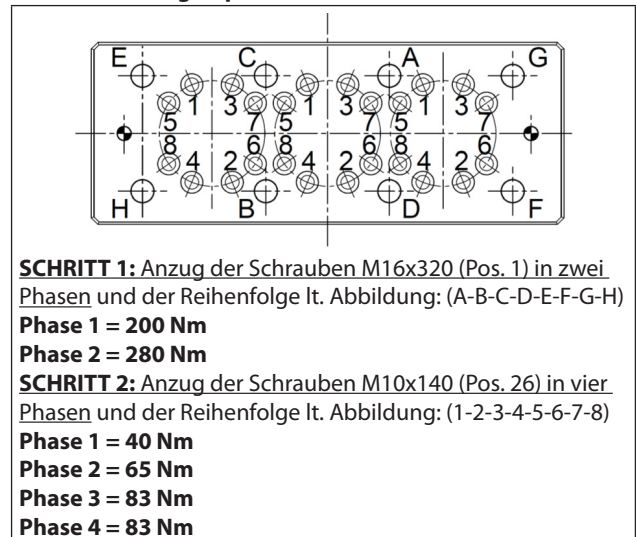 E C A G
1 3 1 3 1 3
5 7 5 7 5 7
8 6 8 6 8 6
4 2 4 2 4 2
H B D F
SCHRITT 1: Anzug der Schrauben M16x320 (Pos. 1) in zwei
Phasen und der Reihenfolge lt. Abbildung: (A-B-C-D-E-F-G-H)
Phase 1 = 200 Nm
Phase 2 = 280 Nm
SCHRITT 2: Anzug der Schrauben M10x140 (Pos. 26) in vier
Phasen und der Reihenfolge lt. Abbildung: (1-2-3-4-5-6-7-8)
Phase 1 = 40 Nm
Phase 2 = 65 Nm
Phase 3 = 83 Nm
Phase 4 = 83 Nm